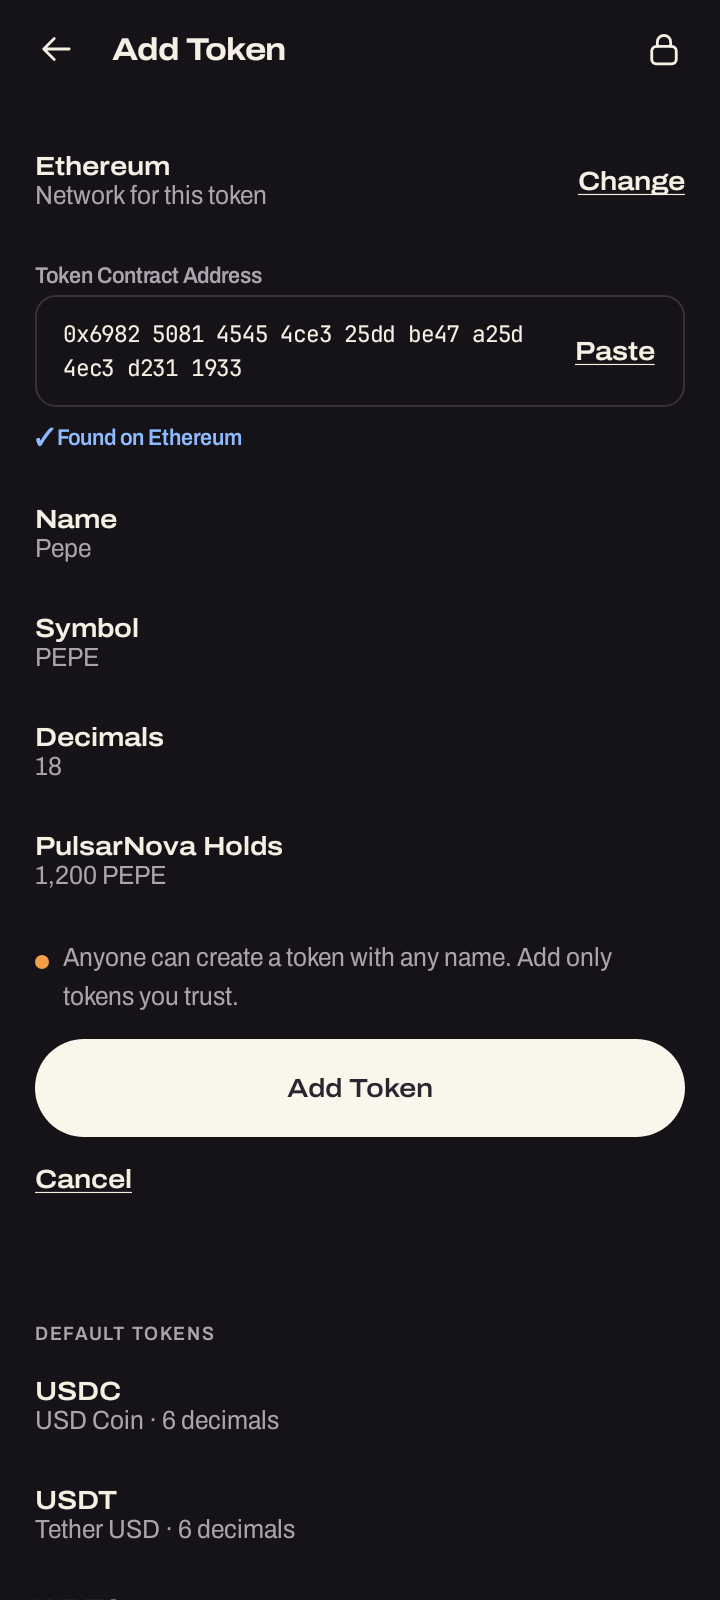 Add Token
Ethereum
Network for this token
Change
Token Contract Address
0x6982 5081 4545 4ce3 25dd be47 a25d
4ec3 d231 1933
Paste
✓ Found on Ethereum
Name
Pepe
Symbol
PEPE
Decimals
18
PulsarNova Holds
1,200 PEPE
Anyone can create a token with any name. Add only
tokens you trust.
Add Token
Cancel
DEFAULT TOKENS
USDC
USD Coin · 6 decimals
USDT
Tether USD · 6 decimals